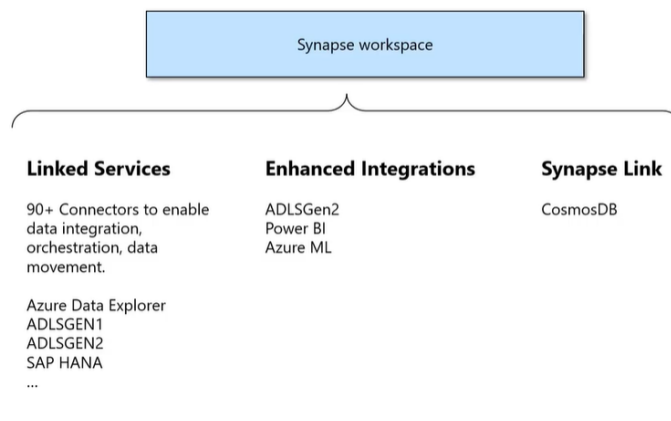 Synapse workspace
Linked Services
90+ Connectors to enable
data integration,
orchestration, data
movement.
Azure Data Explorer
ADLSGEN1
ADLSGEN2
SAP HANA
...
Enhanced Integrations
ADLSGen2
Power BI
Azure ML
Synapse Link
CosmosDB